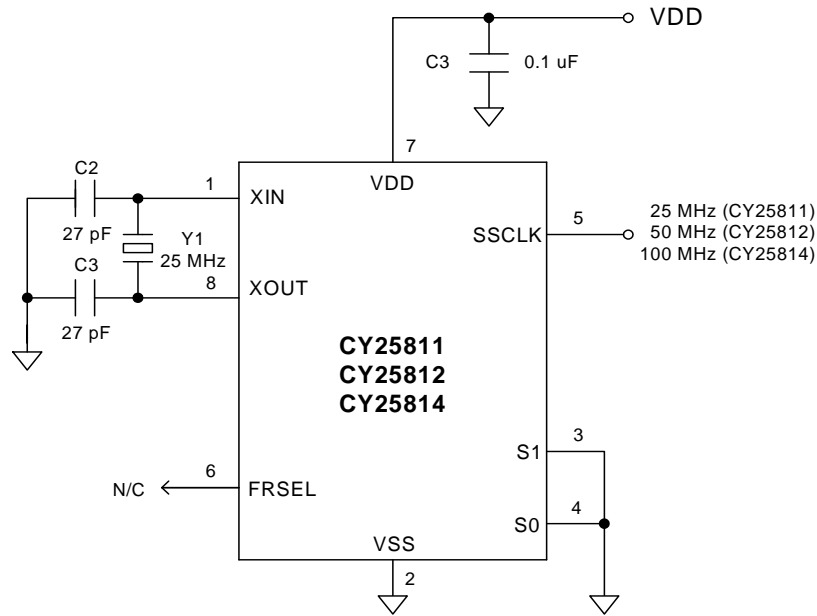 VDD
C3 0.1 uF
7
VDD
C2
27 pF
1
XIN
Y1
25 MHz
C3
27 pF
8
XOUT
SSCLK
5
25 MHz (CY25811)
50 MHz (CY25812)
100 MHz (CY25814)
CY25811
CY25812
CY25814
S1
3
N/C
6
FRSEL
S0
4
VSS
2